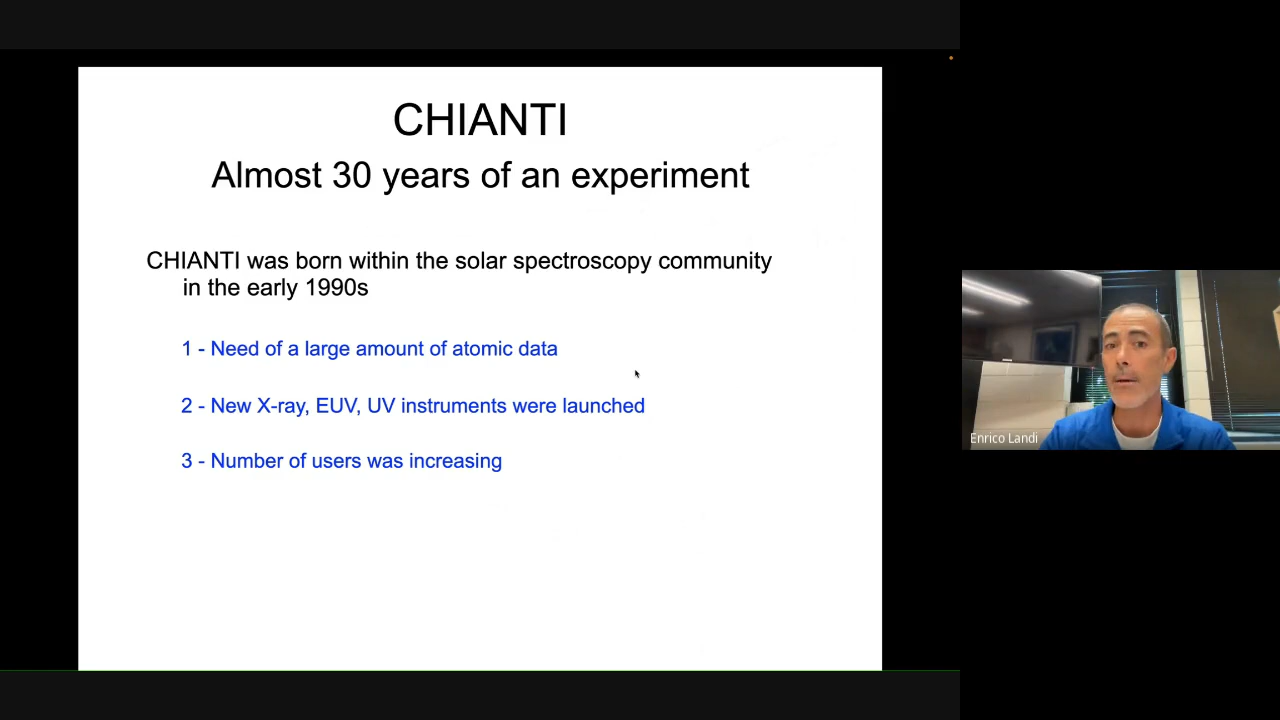 CHIANTI
Almost 30 years of an experiment
CHIANTI was born within the solar spectroscopy community
in the early 1990s
1 - Need of a large amount of atomic data
2 - New X-ray, EUV, UV instruments were launched
3 - Number of users was increasing
Enrico Landi